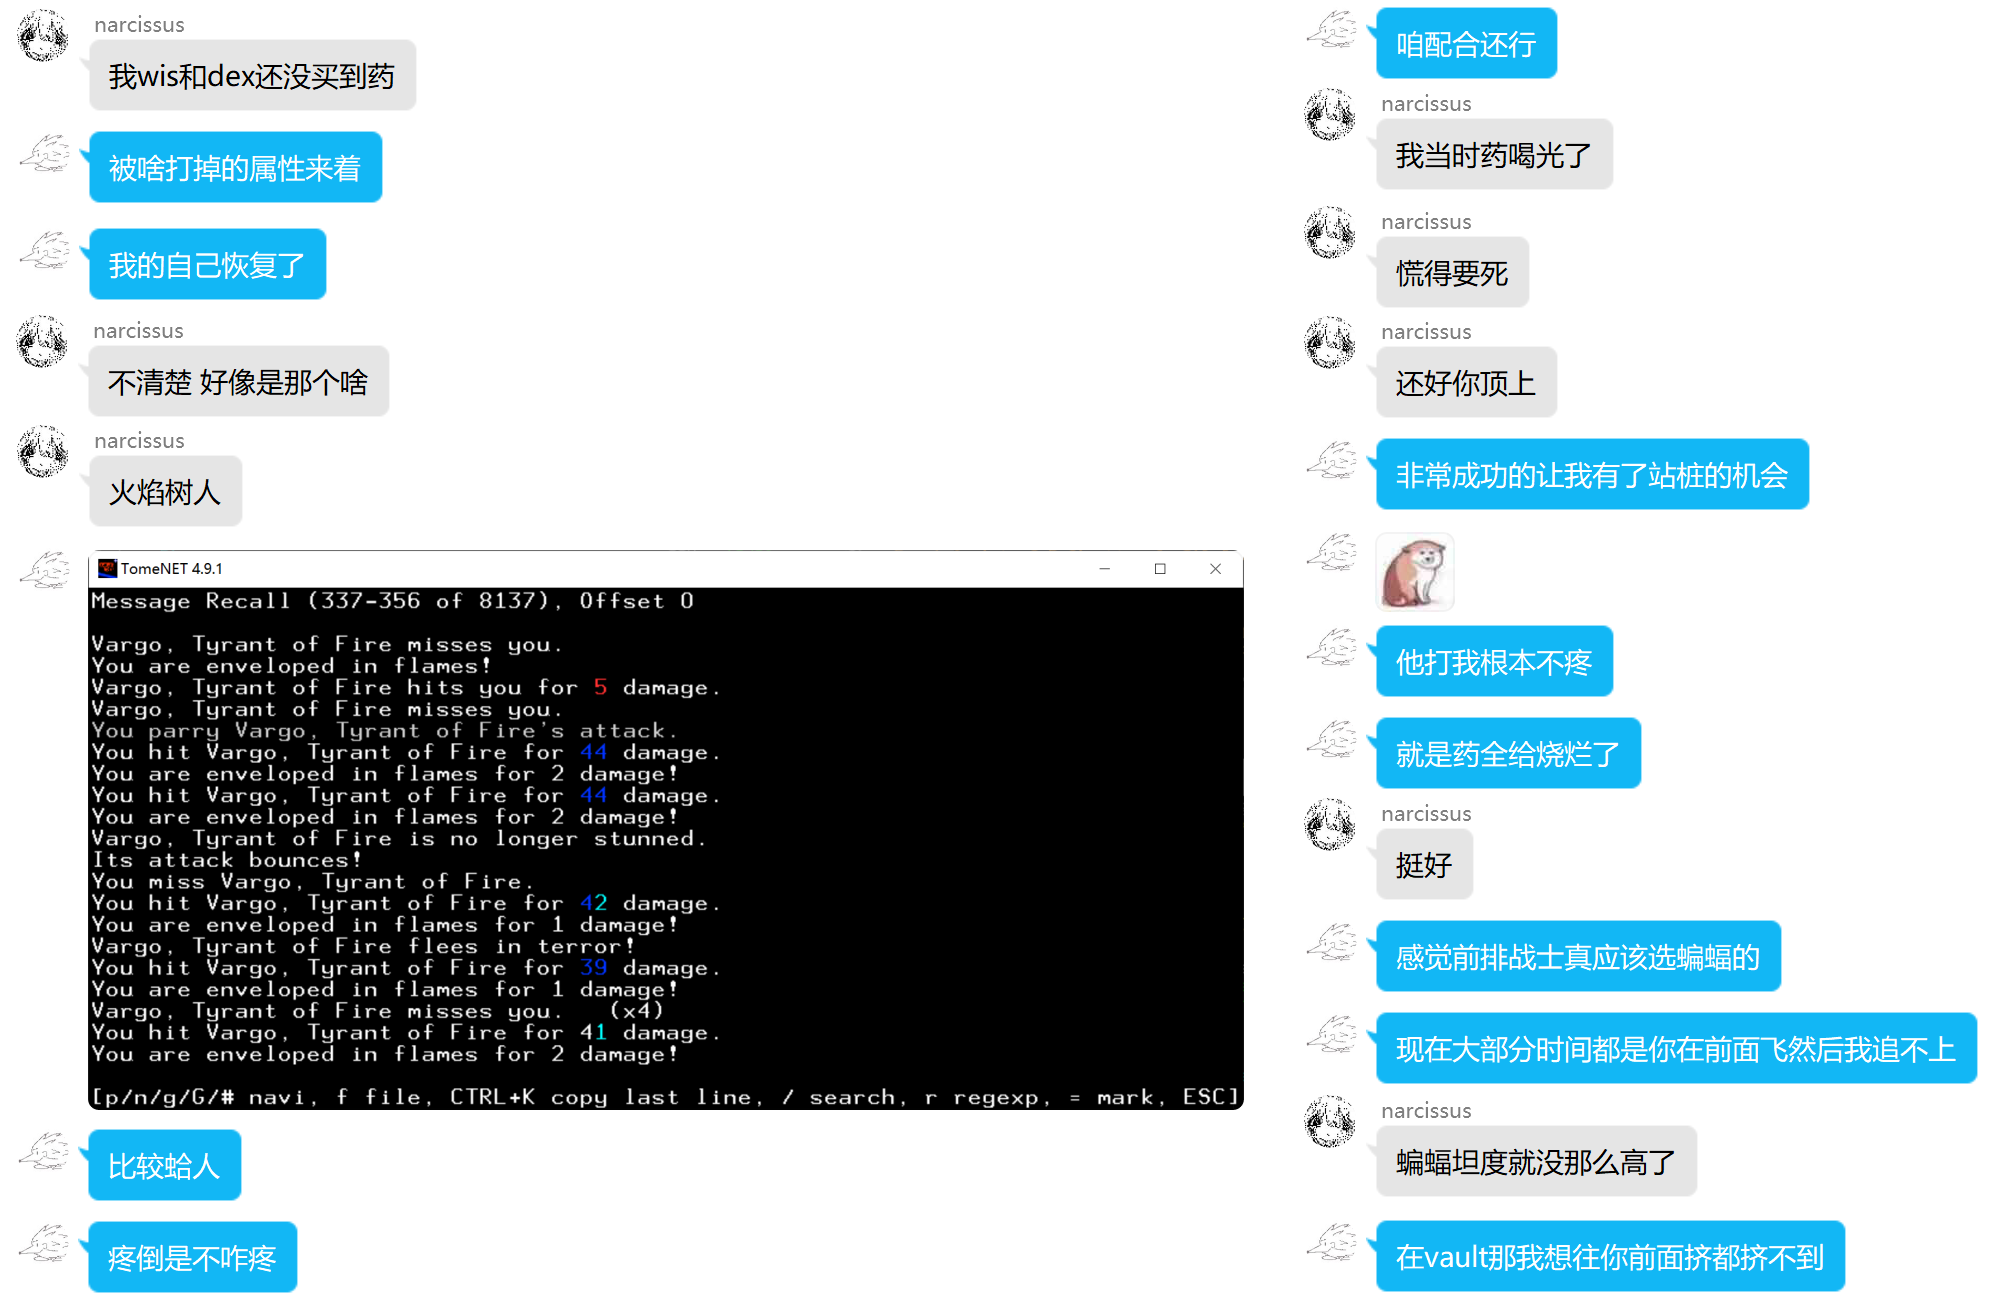 narcissus
我wis和dex还没买到药
被啥打掉的属性来着
我的自己恢复了
narcissus
不清楚 好像是那个啥
narcissus
火焰树人
TomeNET 4.9.1
Message Recall (337-356 of 8137), Offset 0
Vargo, Tyrant of Fire misses you.
You are enveloped in flames!
Vargo, Tyrant of Fire hits you for 5 damage.
Vargo, Tyrant of Fire misses you.
You parry Vargo, Tyrant of Fire's attack.
You hit Vargo, Tyrant of Fire for 44 damage.
You are enveloped in flames for 2 damage!
You hit Vargo, Tyrant of Fire for 44 damage.
You are enveloped in flames for 2 damage!
Vargo, Tyrant of Fire is no longer stunned.
Its attack bounces!
You miss Vargo, Tyrant of Fire.
You hit Vargo, Tyrant of Fire for 42 damage.
You are enveloped in flames for 1 damage!
Vargo, Tyrant of Fire flees in terror!
You hit Vargo, Tyrant of Fire for 39 damage.
You are enveloped in flames for 1 damage!
Vargo, Tyrant of Fire misses you. (x4)
You hit Vargo, Tyrant of Fire for 41 damage.
You are enveloped in flames for 2 damage!
[p/n/g/G/# navi, f file, CTRL+K copy last line, / search, r regexp, = mark, ESC]
比较蛤人
疼倒是不咋疼
咱配合还行
narcissus
我当时药喝光了
narcissus
慌得要死
narcissus
还好你顶上
非常成功的让我有了站桩的机会
他打我根本不疼
就是药全给烧烂了
narcissus
挺好
感觉前排战士真应该选蝙蝠的
现在大部分时间都是你在前面飞然后我追不上
narcissus
蝙蝠坦度就没那么高了
在vault那我想往你前面挤都挤不到